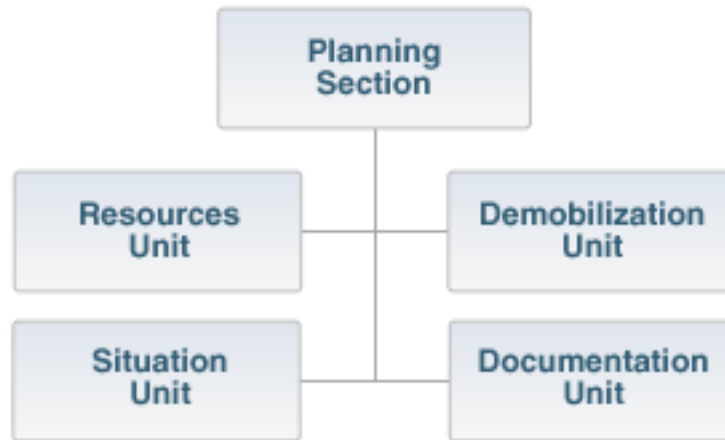 Planning
Section
Resources
Unit
Demobilization
Unit
Situation
Unit
Documentation
Unit